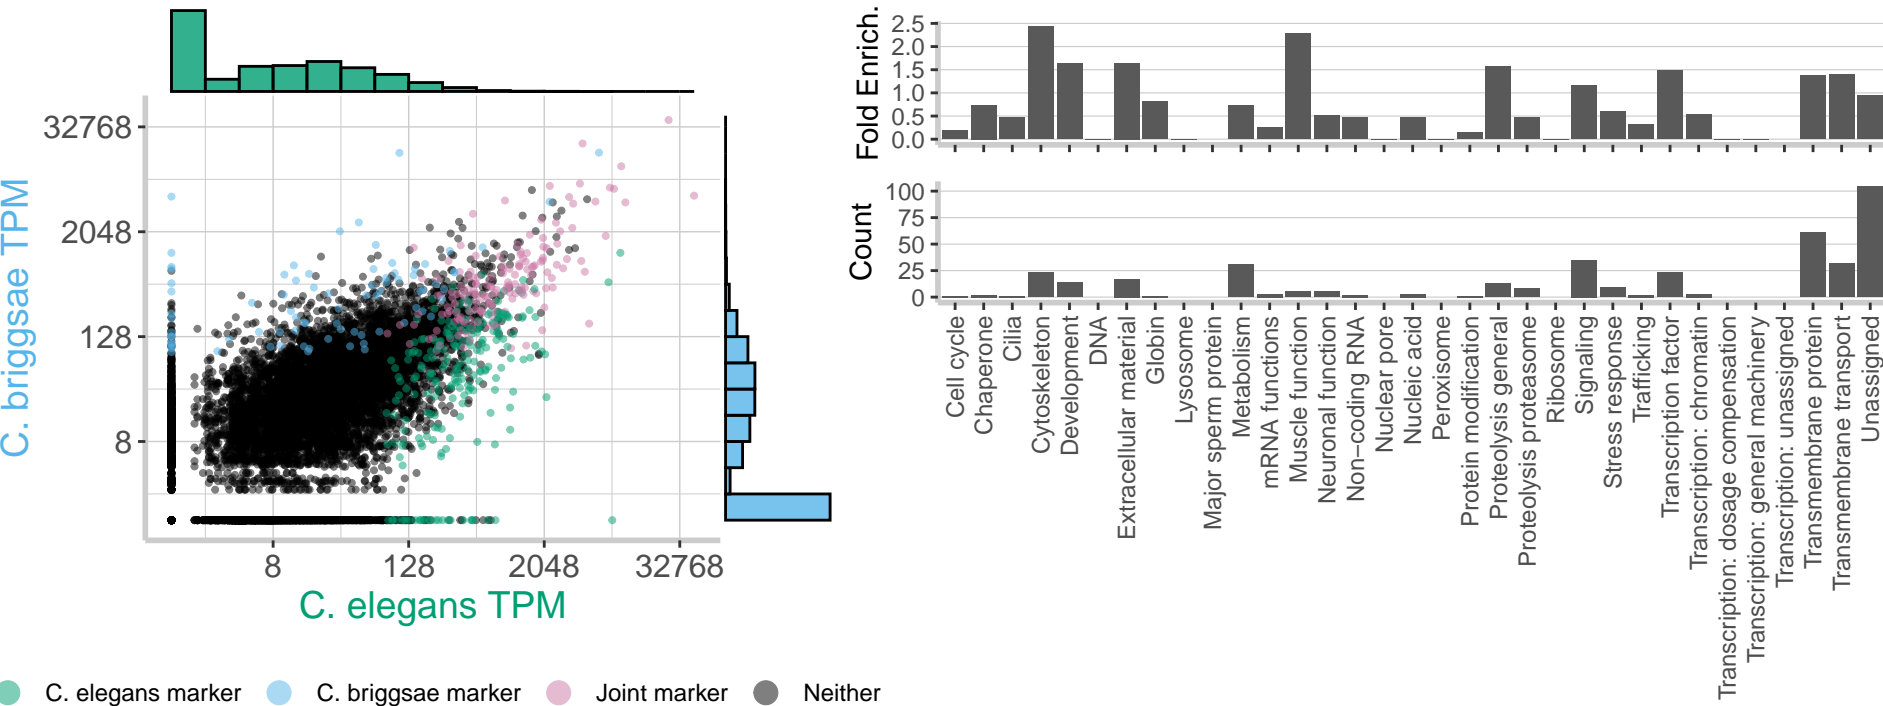 32768
2048
128
8
C. briggsae TPM
8
128
2048
32768
C. elegans TPM
C. elegans marker
C. briggsae marker
Joint marker
Neither
Fold Enrich.
2.5
2.0
1.5
1.0
0.5
0.0
Count
100
75
50
25
0
Cell cycle
Chaperone
Cilia
Cytoskeleton
Development
DNA
Extracellular material
Globin
Lysosome
Major sperm protein
Metabolism
mRNA functions
Muscle function
Neuronal function
Non−coding RNA
Nuclear pore
Nucleic acid
Peroxisome
Protein modification
Proteolysis general
Proteolysis proteasome
Ribosome
Signaling
Stress response
Trafficking
Transcription factor
Transcription: chromatin
Transcription: dosage compensation
Transcription: general machinery
Transcription: unassigned
Transmembrane protein
Transmembrane transport
Unassigned